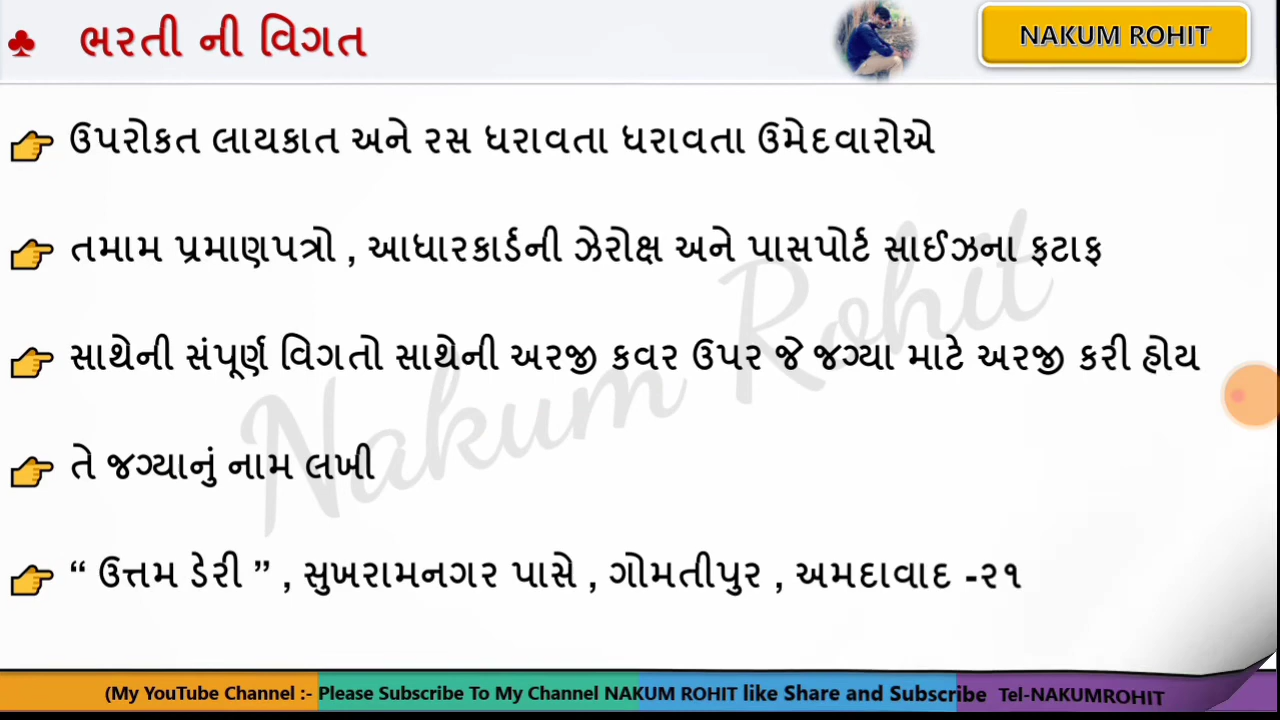 ♣ ભરતી ની વિગત
NAKUM ROHIT
👉 ઉપરોકત લાયકાત અને રસ ધરાવતા ધરાવતા ઉમેદવારોએ
👉 તમામ પ્રમાણપત્રો , આધારકાર્ડની ઝેરોક્ષ અને પાસપોર્ટ સાઈઝના ફટાફ
👉 સાથેની સંપૂર્ણ વિગતો સાથેની અરજી કવર ઉપર જે જગ્યા માટે અરજી કરી હોય
👉 તે જગ્યાનું નામ લખી
👉 “ ઉત્તમ ડેરી ” , સુખરામનગર પાસે , ગોમતીપુર , અમદાવાદ -૨૧
Nakum Rohit
(My YouTube Channel :- Please Subscribe To My Channel NAKUM ROHIT like Share and Subscribe Tel-NAKUMROHIT